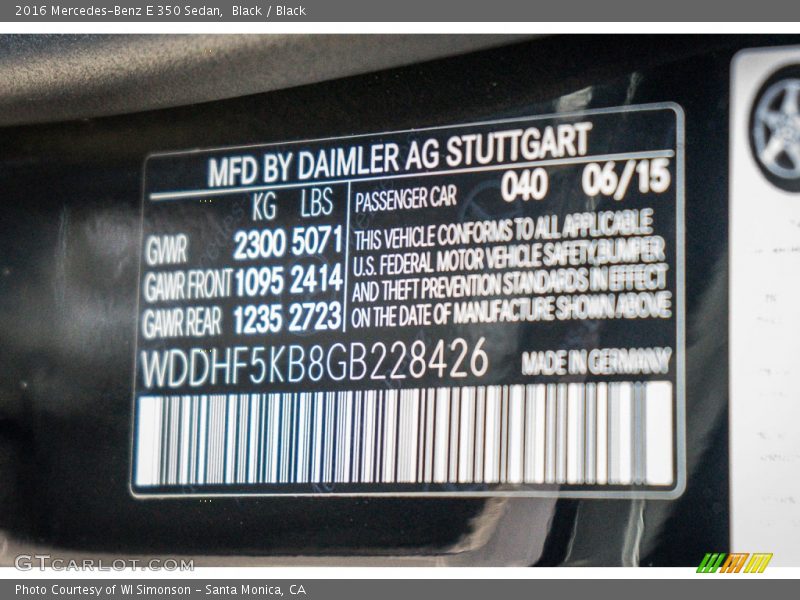 2016 Mercedes-Benz E 350 Sedan, Black / Black
MFD BY DAIMLER AG STUTTGART
KG LBS
GVWR 2300 5071
GAWR FRONT 1095 2414
GAWR REAR 1235 2723
PASSENGER CAR 040 06/15
THIS VEHICLE CONFORMS TO ALL APPLICABLE
U.S. FEDERAL MOTOR VEHICLE SAFETY,BUMPER
AND THEFT PREVENTION STANDARDS IN EFFECT
ON THE DATE OF MANUFACTURE SHOWN ABOVE
WDDHF5KB8GB228426 MADE IN GERMANY
GTCARLOT.COM
Photo Courtesy of WI Simonson - Santa Monica, CA